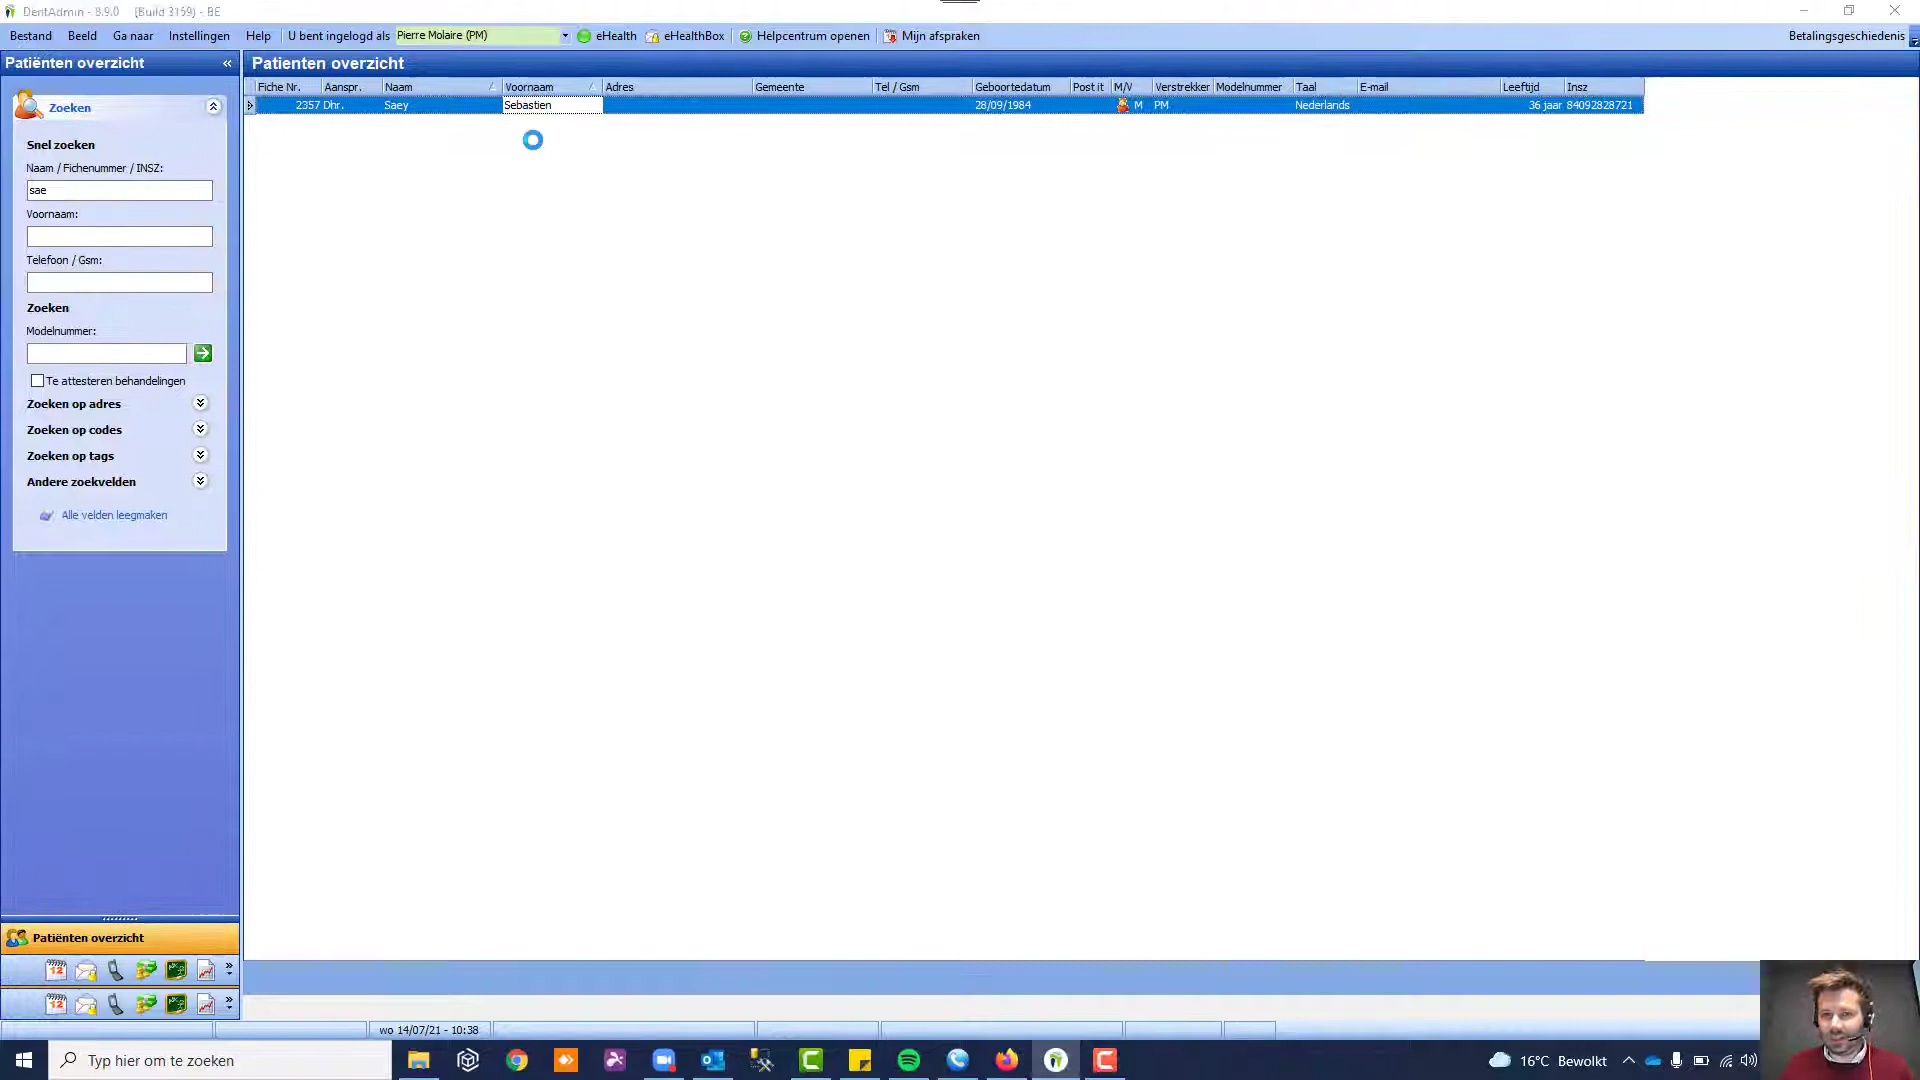 DentAdmin - 8.9.0 (Build 3159) - BE
Bestand Beeld Ga naar Instellingen Help U bent ingelogd als Pierre Molaire (PM) eHealth eHealthBox Helpcentrum openen Mijn afspraken Betalingsgeschiedenis
Patiënten overzicht «
Patienten overzicht
Fiche Nr. Aanspr. Naam Voornaam Adres Gemeente Tel / Gsm Geboortedatum Post it M/V Verstrekker Modelnummer Taal E-mail Leeftijd Insz
2357 Dhr. Saey Sebastien 28/09/1984 M PM Nederlands 36 jaar 84092828721
Zoeken
Snel zoeken
Naam / Fichenummer / INSZ:
sae
Voornaam:
Telefoon / Gsm:
Zoeken
Modelnummer:
Te attesteren behandelingen
Zoeken op adres
Zoeken op codes
Zoeken op tags
Andere zoekvelden
Alle velden leegmaken
Patiënten overzicht
12
12
wo 14/07/21 - 10:38
Typ hier om te zoeken
16°C Bewolkt